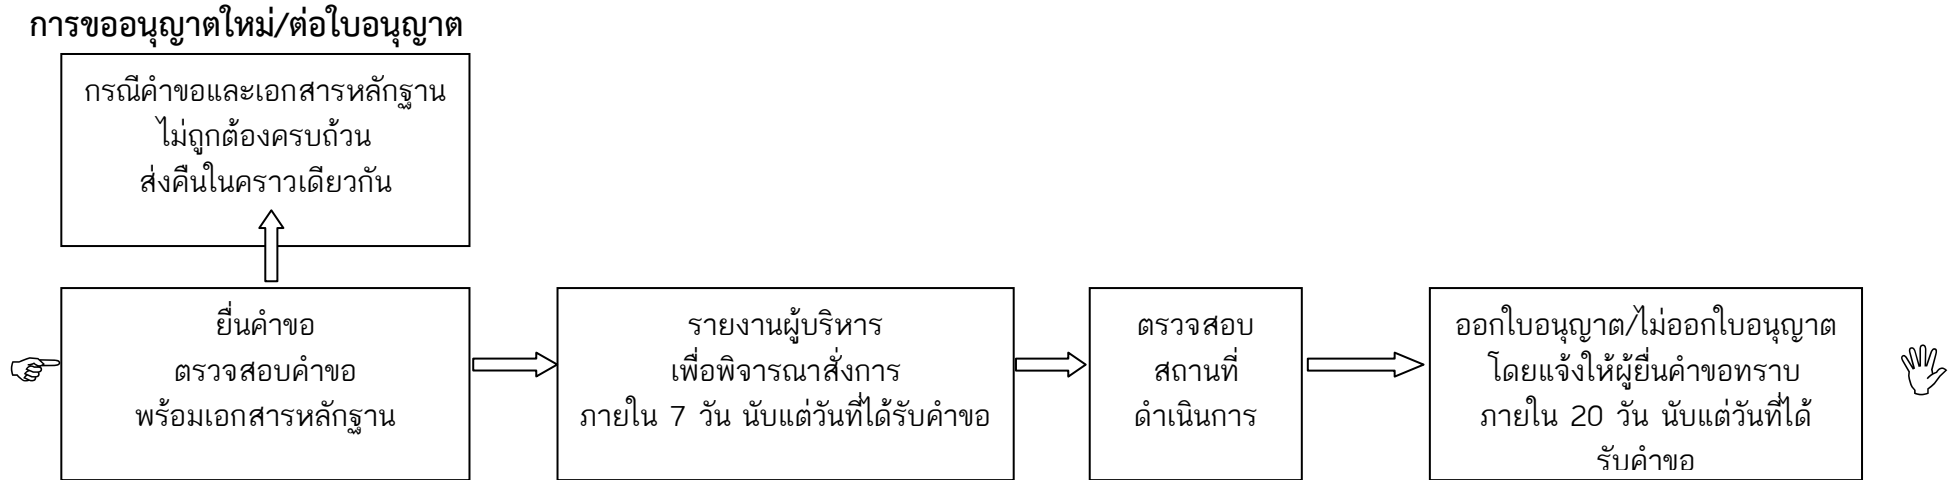 การขออนุญาตใหม่/ต่อใบอนุญาต
กรณีคำขอและเอกสารหลักฐาน
ไม่ถูกต้องครบถ้วน
ส่งคืนในคราวเดียวกัน
ยื่นคำขอ
ตรวจสอบคำขอ
พร้อมเอกสารหลักฐาน
รายงานผู้บริหาร
เพื่อพิจารณาสั่งการ
ภายใน 7 วัน นับแต่วันที่ได้รับคำขอ
ตรวจสอบ
สถานที่
ดำเนินการ
ออกใบอนุญาต/ไม่ออกใบอนุญาต
โดยแจ้งให้ผู้ยื่นคำขอทราบ
ภายใน 20 วัน นับแต่วันที่ได้
รับคำขอ